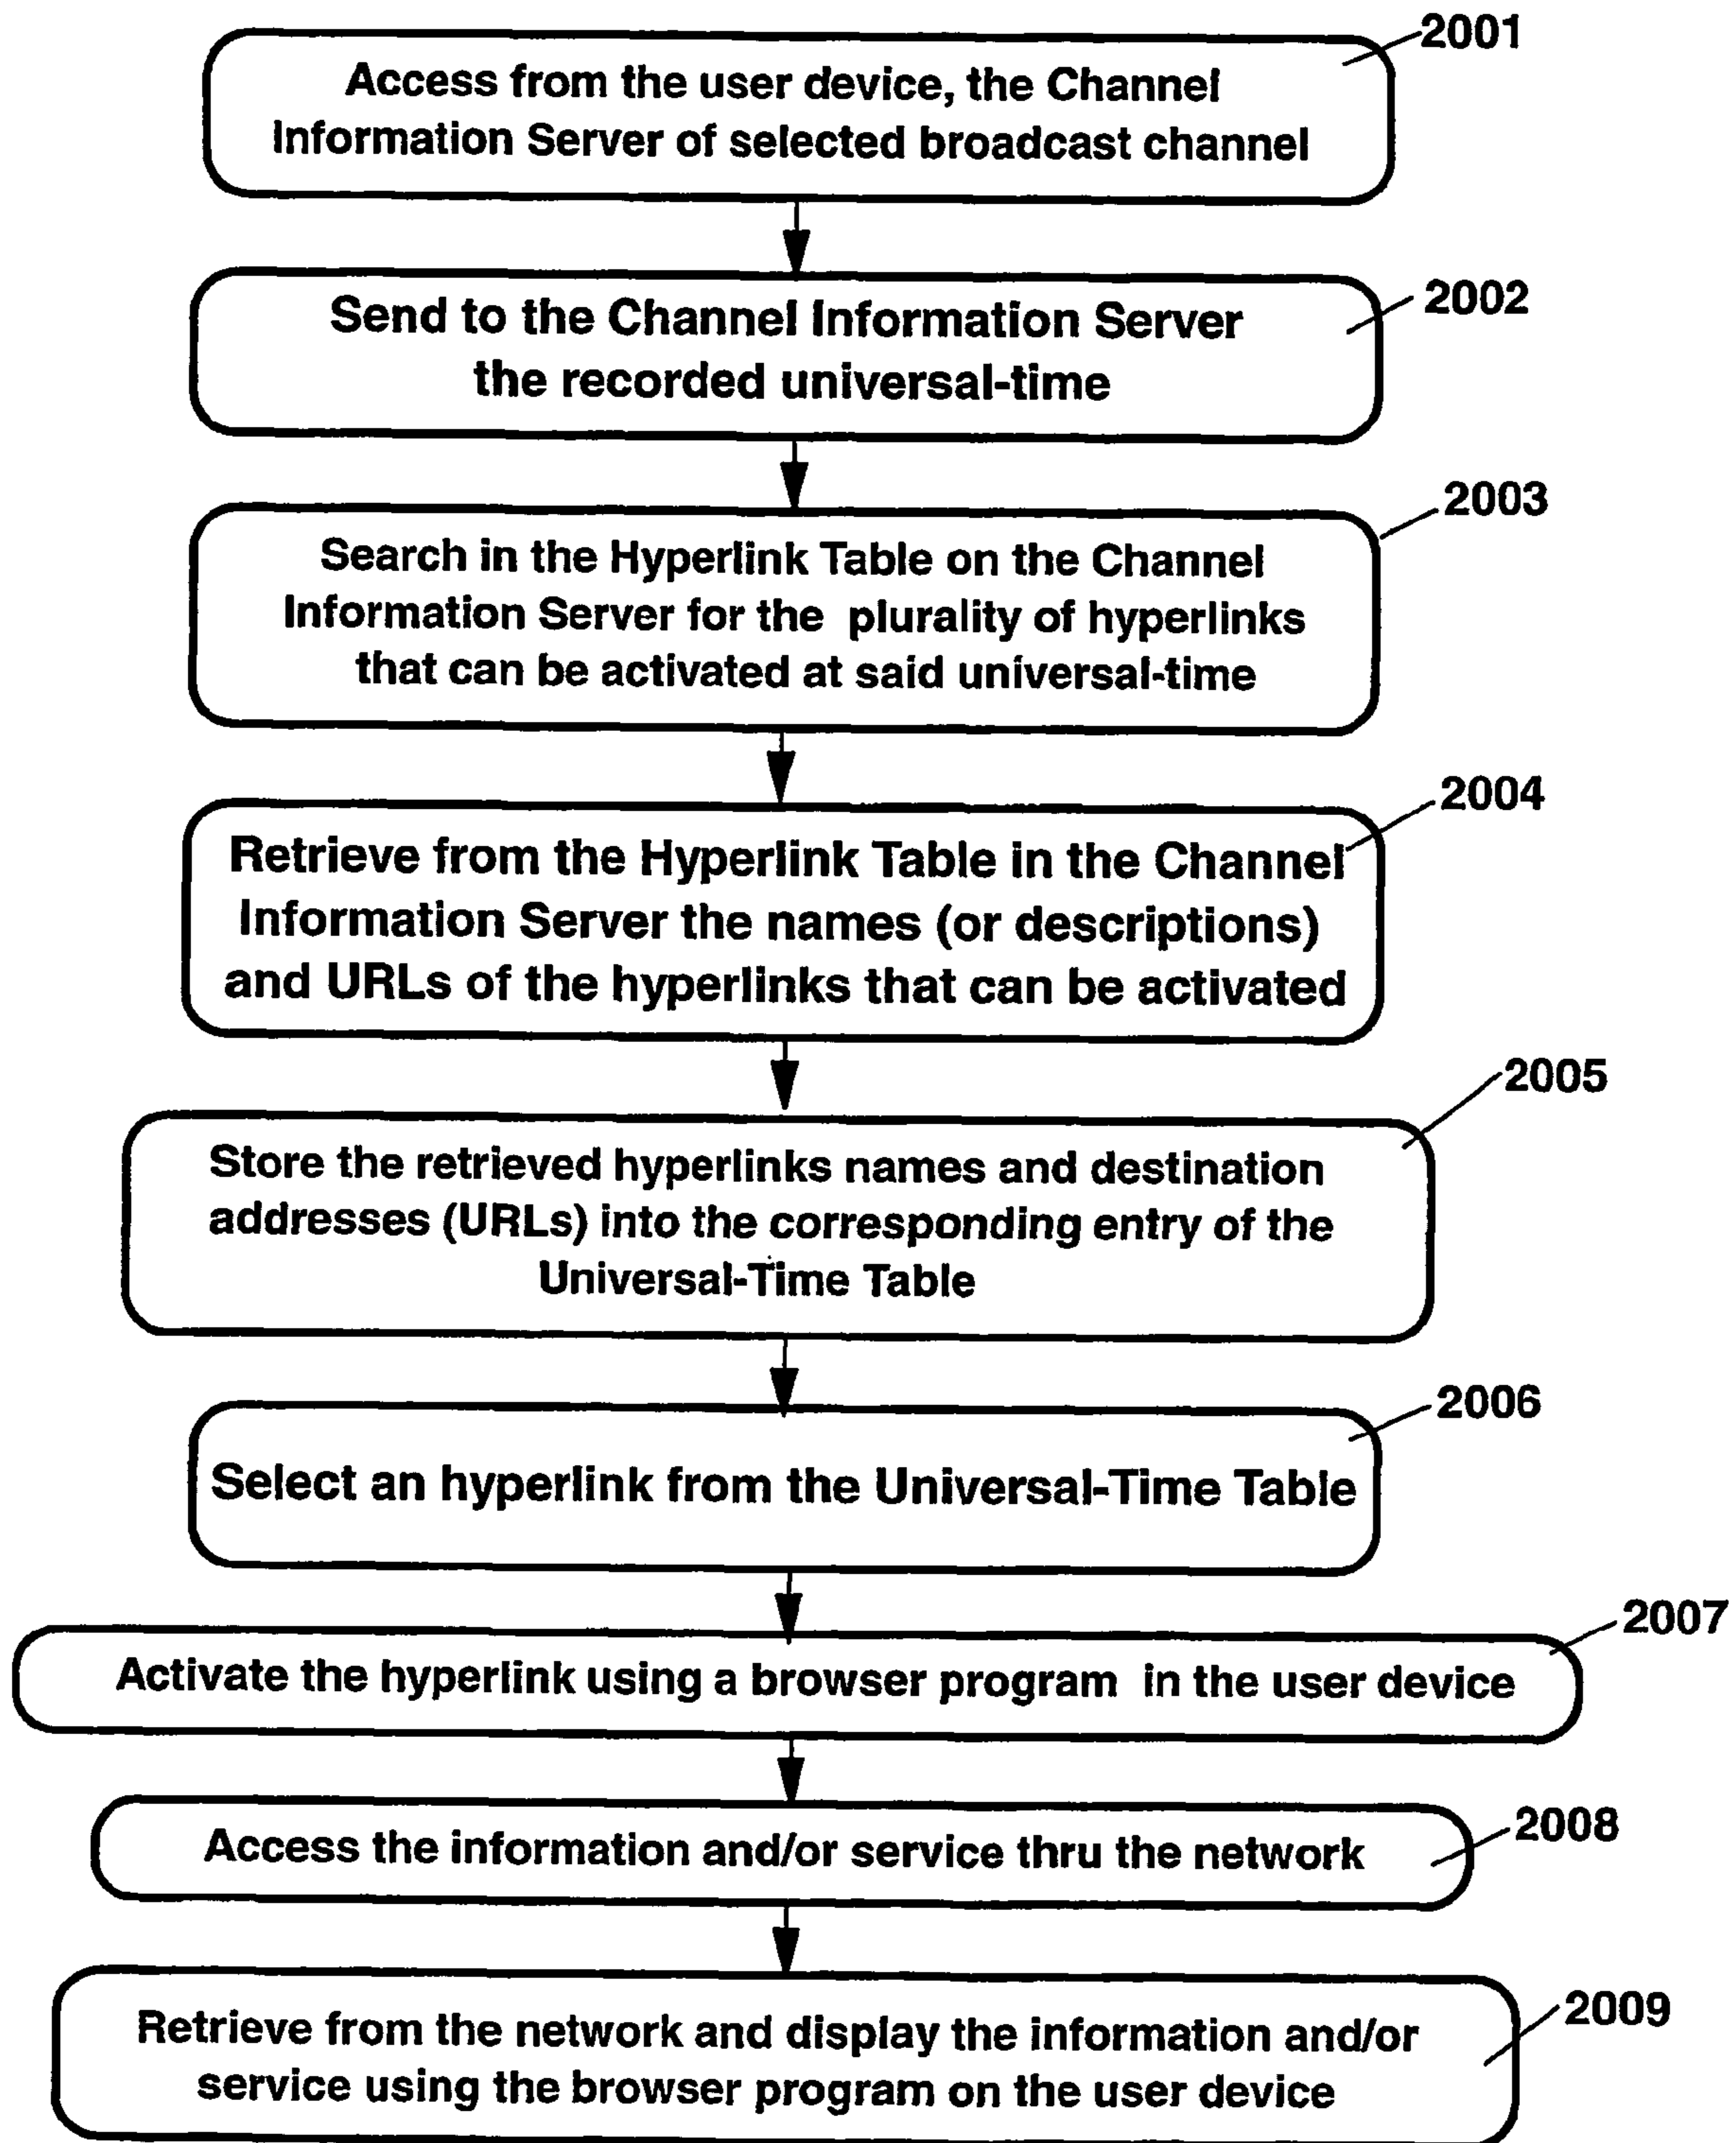 2001
Access from the user device, the Channel
Information Server of selected broadcast channel
2002
Send to the Channel Information Server
the recorded universal-time
2003
Search in the Hyperlink Table on the Channel
Information Server for the plurality of hyperlinks
that can be activated at said universal-time
2004
Retrieve from the Hyperlink Table in the Channel
Information Server the names (or descriptions)
and URLs of the hyperlinks that can be activated
2005
Store the retrieved hyperlinks names and destination
addresses (URLs) into the corresponding entry of the
Universal-Time Table
2006
Select an hyperlink from the Universal-Time Table
2007
Activate the hyperlink using a browser program in the user device
2008
Access the information and/or service thru the network
2009
Retrieve from the network and display the information and/or
service using the browser program on the user device